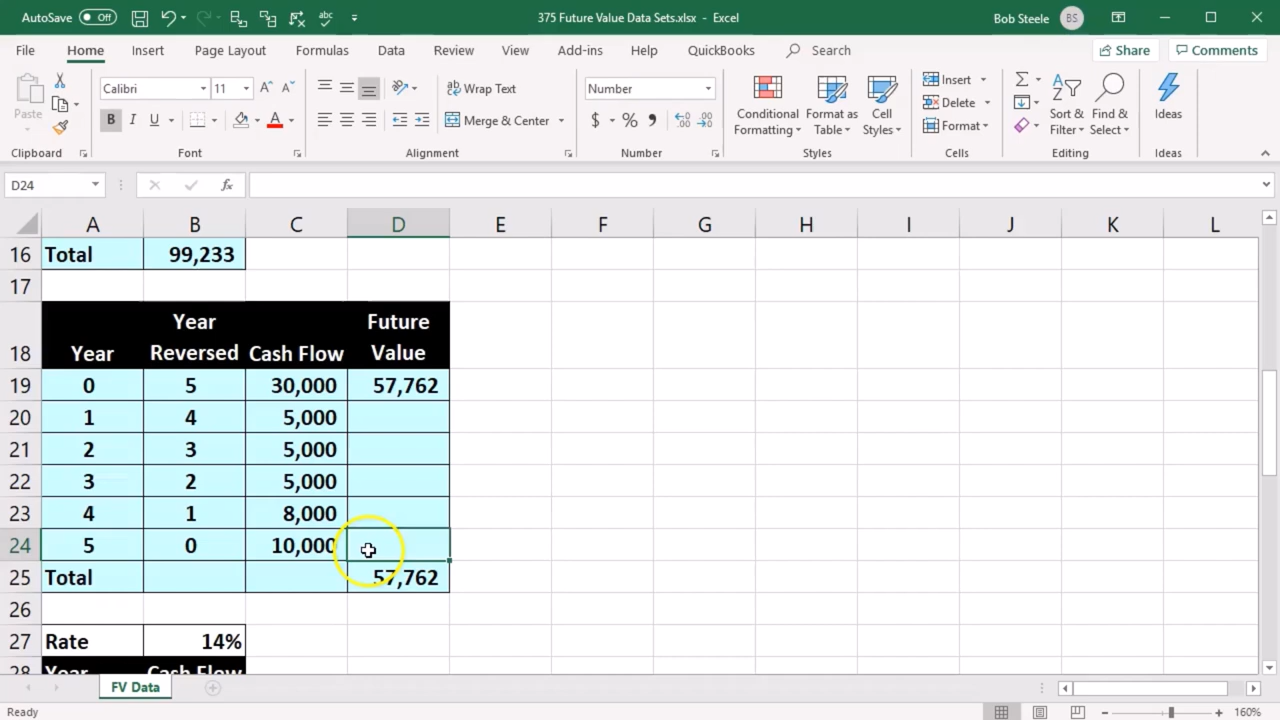 AutoSave Off 375 Future Value Data Sets.xlsx - Excel Bob Steele BS
File Home Insert Page Layout Formulas Data Review View Add-ins Help QuickBooks Search Share Comments
Paste Calibri 11 A A Wrap Text Number Conditional Formatting Format as Table Cell Styles Insert Delete Format Sort & Filter Find & Select Ideas
B I U A Merge & Center $ % ,
Clipboard Font Alignment Number Styles Cells Editing Ideas
D24 fx
A B C D E F G H I J K L
16 Total 99,233
17
18 Year Year Reversed Cash Flow Future Value
19 0 5 30,000 57,762
20 1 4 5,000
21 2 3 5,000
22 3 2 5,000
23 4 1 8,000
24 5 0 10,000
25 Total 57,762
26
27 Rate 14%
28 Year Cash Flow
FV Data
Ready 160%